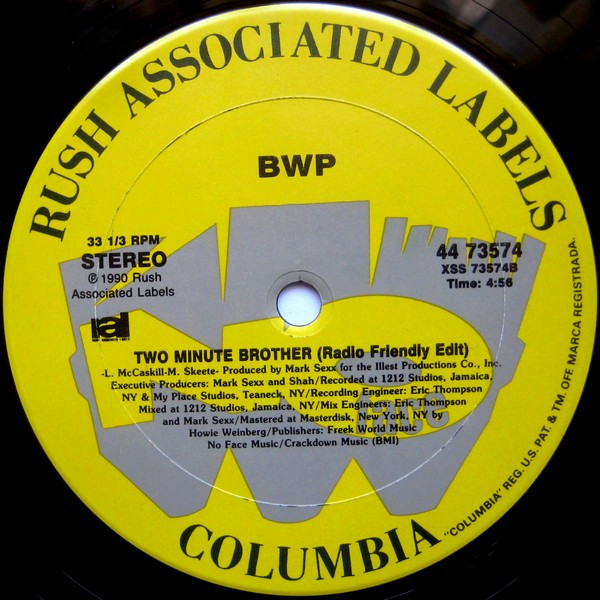 RUSH ASSOCIATED LABELS
BWP
33 1/3 RPM
STEREO
℗ 1990 Rush
Associated Labels
44 73574
XSS 73574B
Time: 4:56
ral
TWO MINUTE BROTHER (Radio Friendly Edit)
-L. McCaskill-M. Skeete- Produced by Mark Sexx for the Illest Productions Co., Inc.
Executive Producers: Mark Sexx and Shah/Recorded at 1212 Studios, Jamaica,
NY & My Place Studios, Teaneck, NY/Recording Engineer: Eric Thompson
Mixed at 1212 Studios, Jamaica, NY/Mix Engineers: Eric Thompson
and Mark Sexx/Mastered at Masterdisk, New York, NY by
Howie Weinberg/Publishers: Freek World Music
No Face Music/Crackdown Music (BMI)
COLUMBIA
"COLUMBIA" REG. U.S. PAT. & TM. OFF. MARCA REGISTRADA.